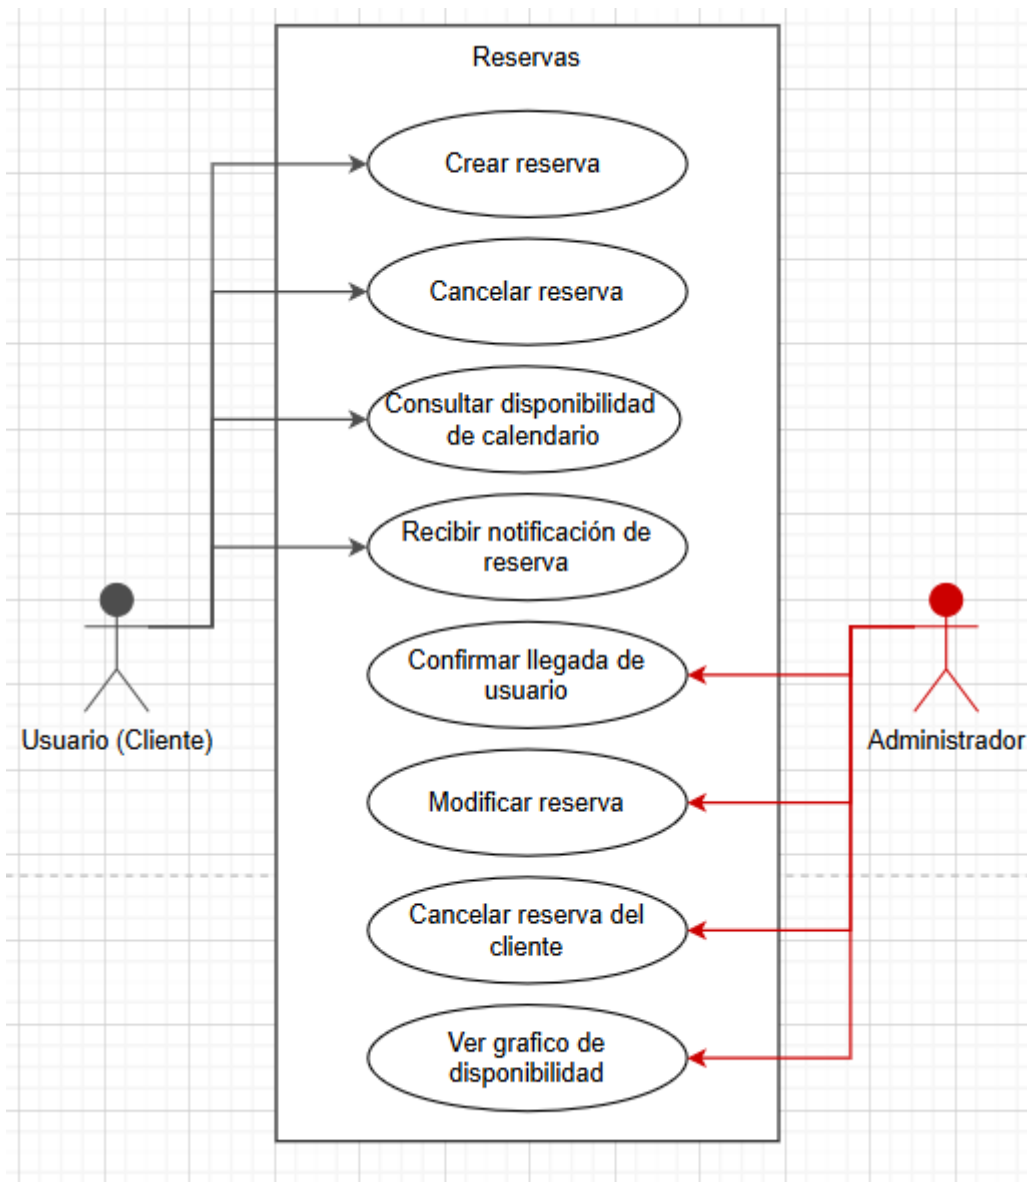 Reservas
Crear reserva
Cancelar reserva
Consultar disponibilidad
de calendario
Recibir notificación de
reserva
Usuario (Cliente)
Confirmar llegada de
usuario
Administrador
Modificar reserva
Cancelar reserva del
cliente
Ver grafico de
disponibilidad